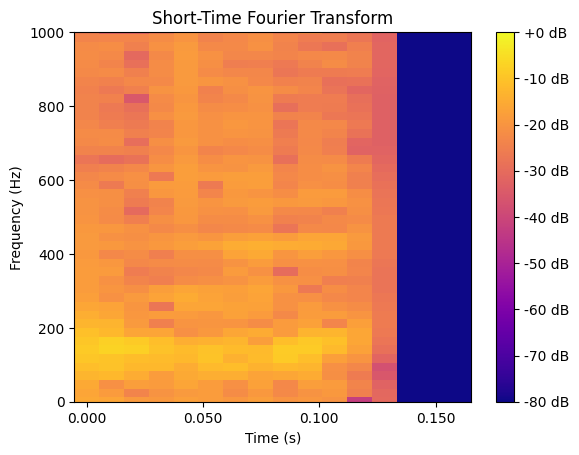 Short-Time Fourier Transform
1000
800
600
400
200
0
Frequency (Hz)
0.000
0.050
0.100
0.150
Time (s)
+0 dB
-10 dB
-20 dB
-30 dB
-40 dB
-50 dB
-60 dB
-70 dB
-80 dB